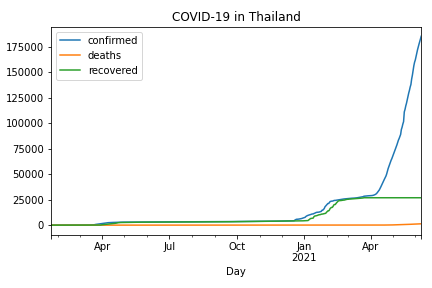 COVID-19 in Thailand
confirmed
deaths
recovered
175000
150000
125000
100000
75000
50000
25000
0
Apr
Jul
Oct
Jan
2021
Apr
Day